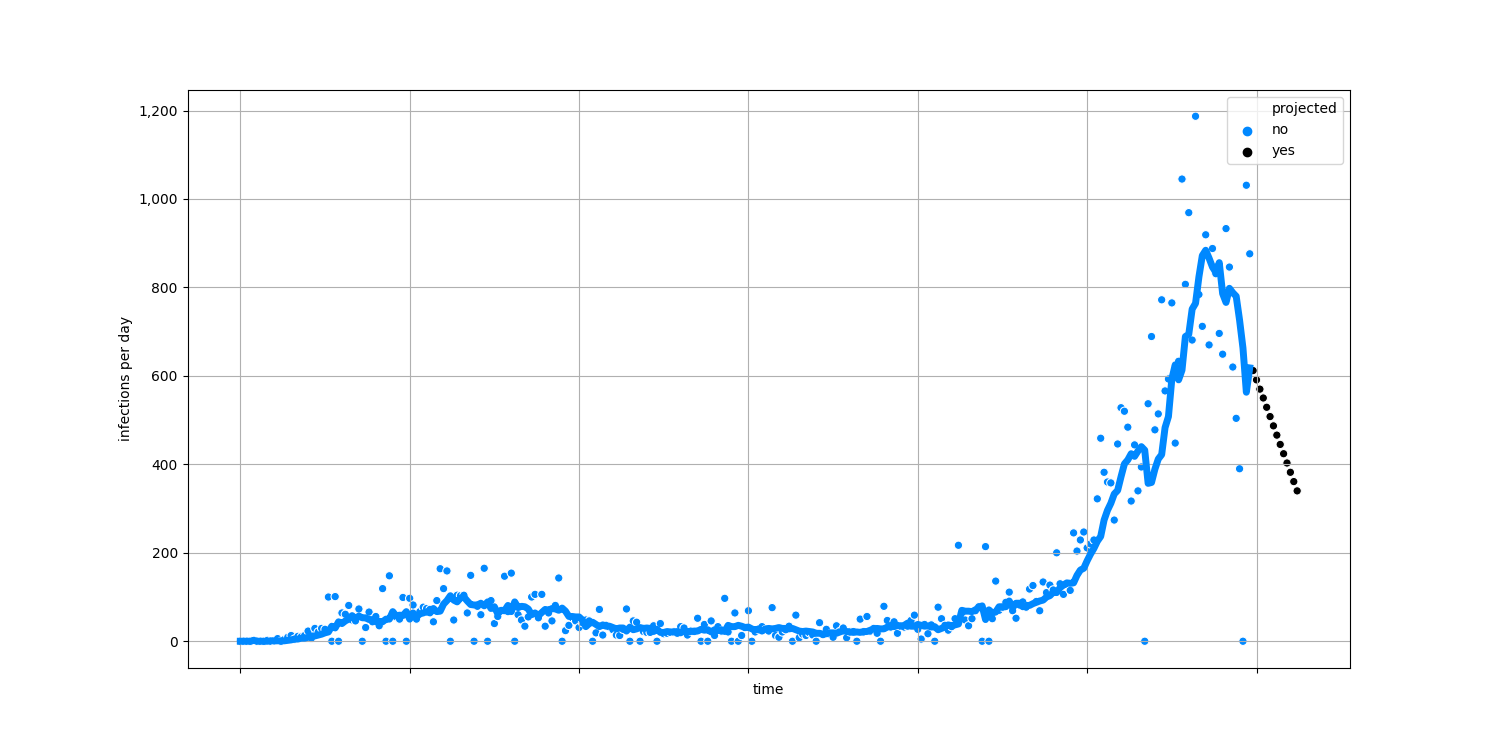 1,200
1,000
800
600
400
200
0
infections per day
time
projected
no
yes